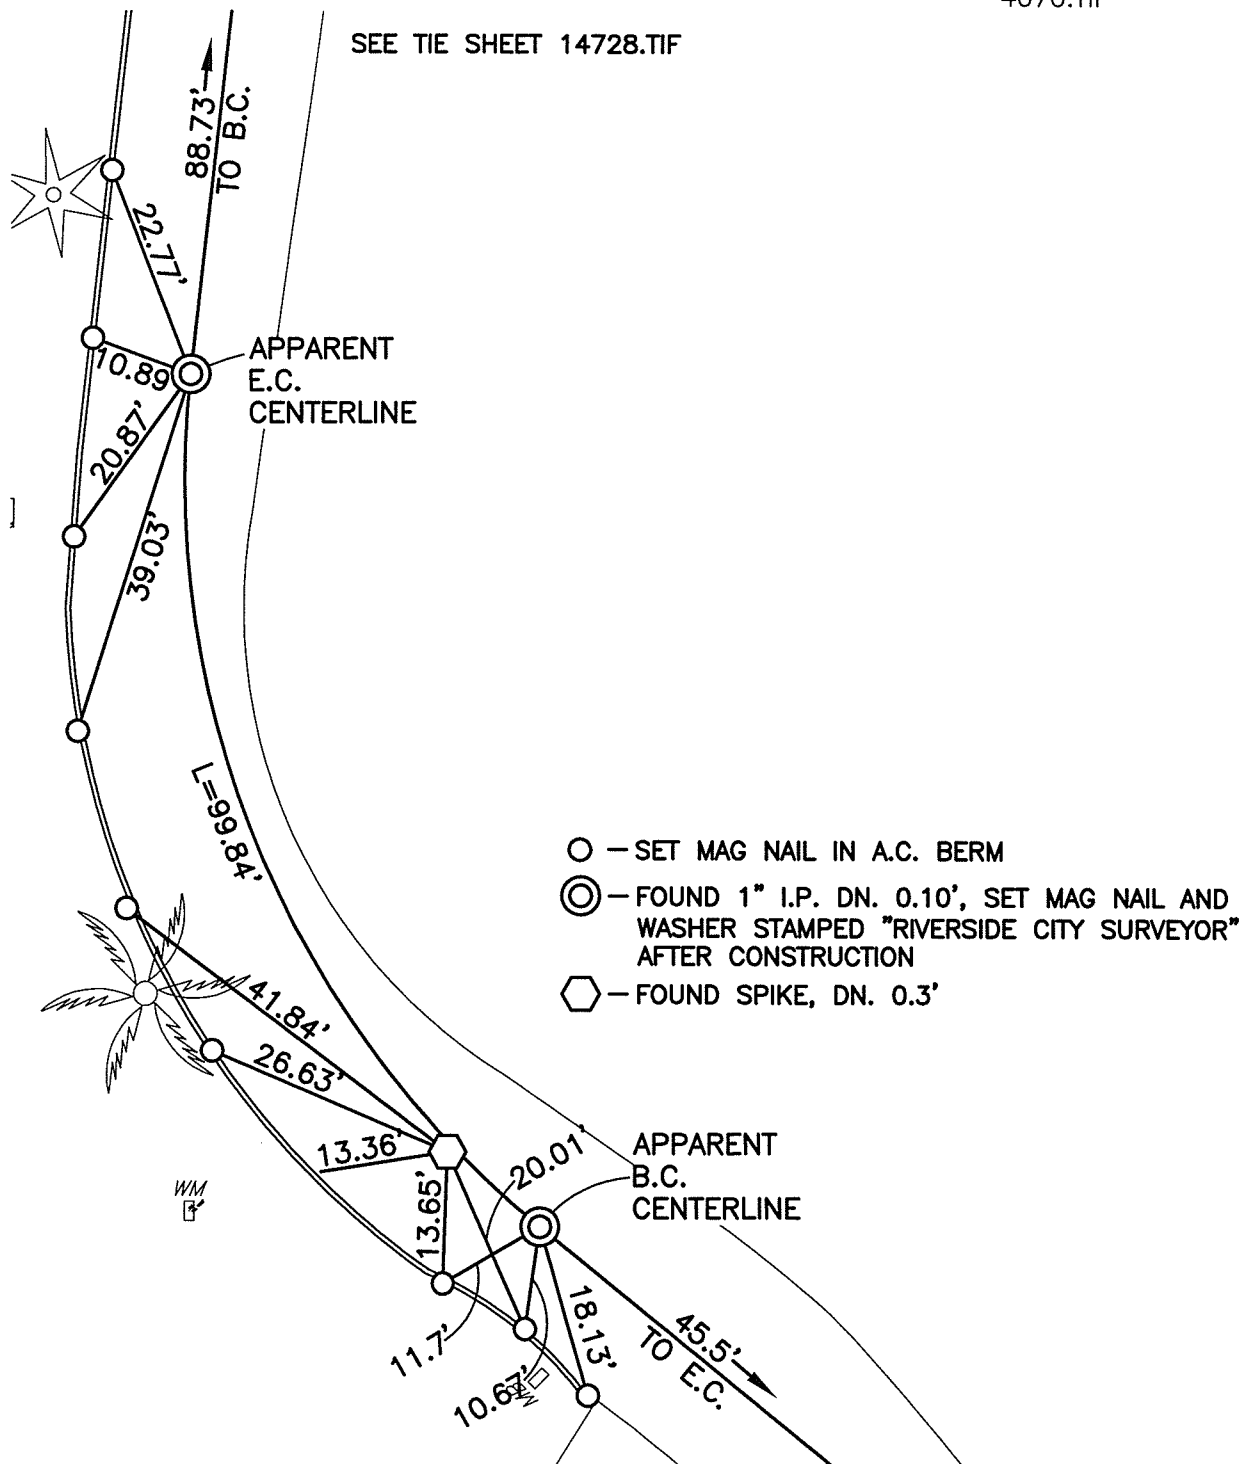 SEE TIE SHEET 14728.TIF
88.73'
TO B.C.
22.77'
10.89
APPARENT
E.C.
CENTERLINE
20.87'
39.03'
L=99.84'
— SET MAG NAIL IN A.C. BERM
— FOUND 1" I.P. DN. 0.10', SET MAG NAIL AND
WASHER STAMPED "RIVERSIDE CITY SURVEYOR"
AFTER CONSTRUCTION
— FOUND SPIKE, DN. 0.3'
41.84'
26.63'
13.36'
13.65'
20.01'
APPARENT
B.C.
CENTERLINE
WM
11.7'
10.67'
18.13'
45.5'
TO E.C.